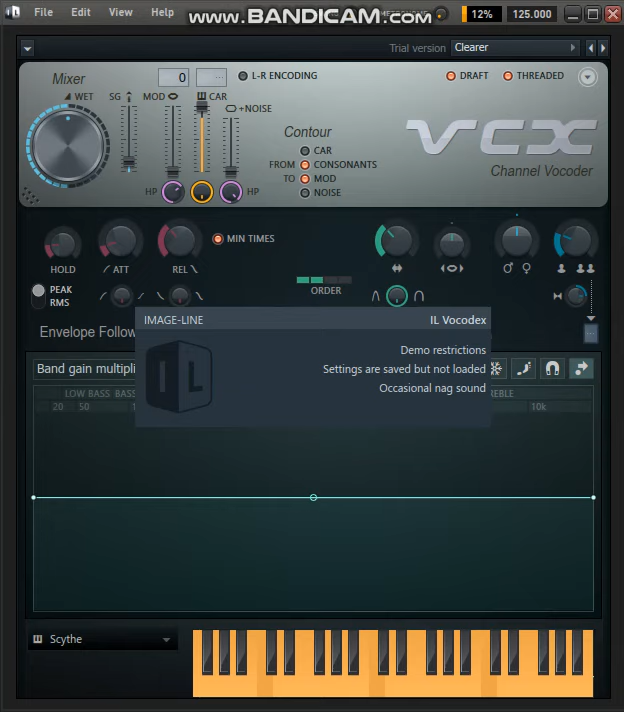 File Edit View Help
www.BANDICAM.com
12% 125.000
Trial version Clearer
Mixer
0 ---
L-R ENCODING
DRAFT THREADED
WET SG MOD CAR
+NOISE
Contour
CAR
FROM CONSONANTS
TO MOD
NOISE
VCX
Channel Vocoder
HP HP
MIN TIMES
HOLD ATT REL
ORDER
PEAK
RMS
Envelope Follow
IMAGE-LINE IL Vocodex
Demo restrictions
Settings are saved but not loaded
Occasional nag sound
Band gain multipli
LOW BASS BASS
20 50 10k
Scythe